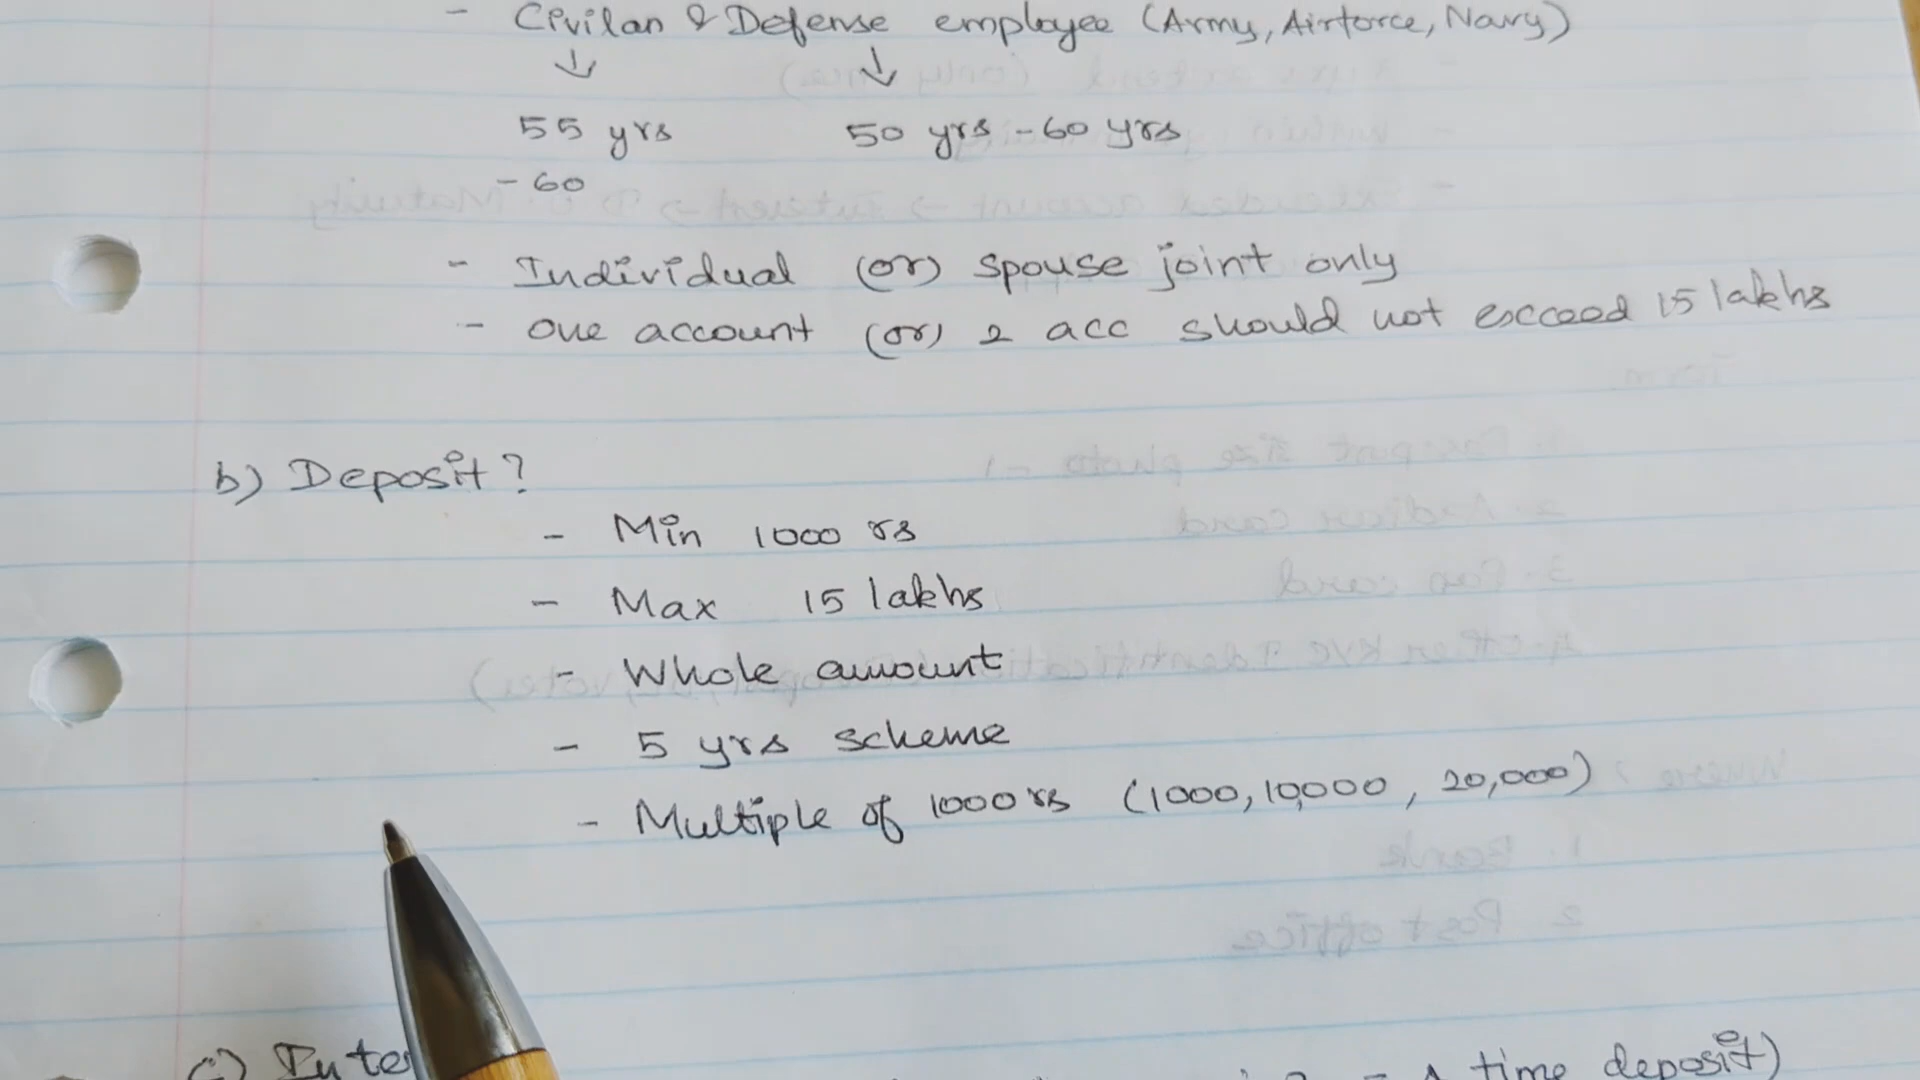 - Civilan & Defense employee (Army, Airforce, Navy)
↓ ↓
55 yrs 50 yrs - 60 yrs
- 60
- Individual (or) spouse joint only
- One account (or) 2 acc should not exceed 15 lakhs
b) Deposit?
- Min 1000 rs
- Max 15 lakhs
- Whole amount
- 5 yrs scheme
- Multiple of 1000 rs (1000, 10,000, 20,000)
c) time deposit)